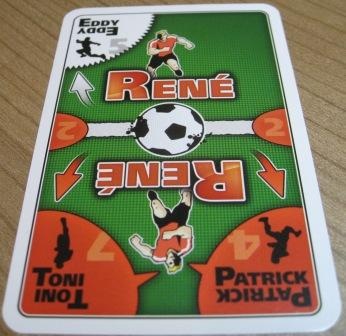 EDDY
EDDY
5
RENÉ
2
2
RENÉ
7
4
TONI
TONI
PATRICK
PATRICK